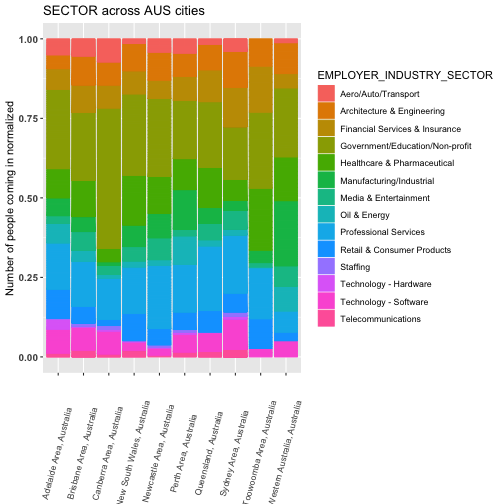 SECTOR across AUS cities
Number of people coming in normalized
1.00
0.75
0.50
0.25
0.00
Adelaide Area, Australia
Brisbane Area, Australia
Canberra Area, Australia
New South Wales, Australia
Newcastle Area, Australia
Perth Area, Australia
Queensland, Australia
Sydney Area, Australia
Toowoomba Area, Australia
Western Australia, Australia
EMPLOYER_INDUSTRY_SECTOR
Aero/Auto/Transport
Architecture & Engineering
Financial Services & Insurance
Government/Education/Non-profit
Healthcare & Pharmaceutical
Manufacturing/Industrial
Media & Entertainment
Oil & Energy
Professional Services
Retail & Consumer Products
Staffing
Technology - Hardware
Technology - Software
Telecommunications